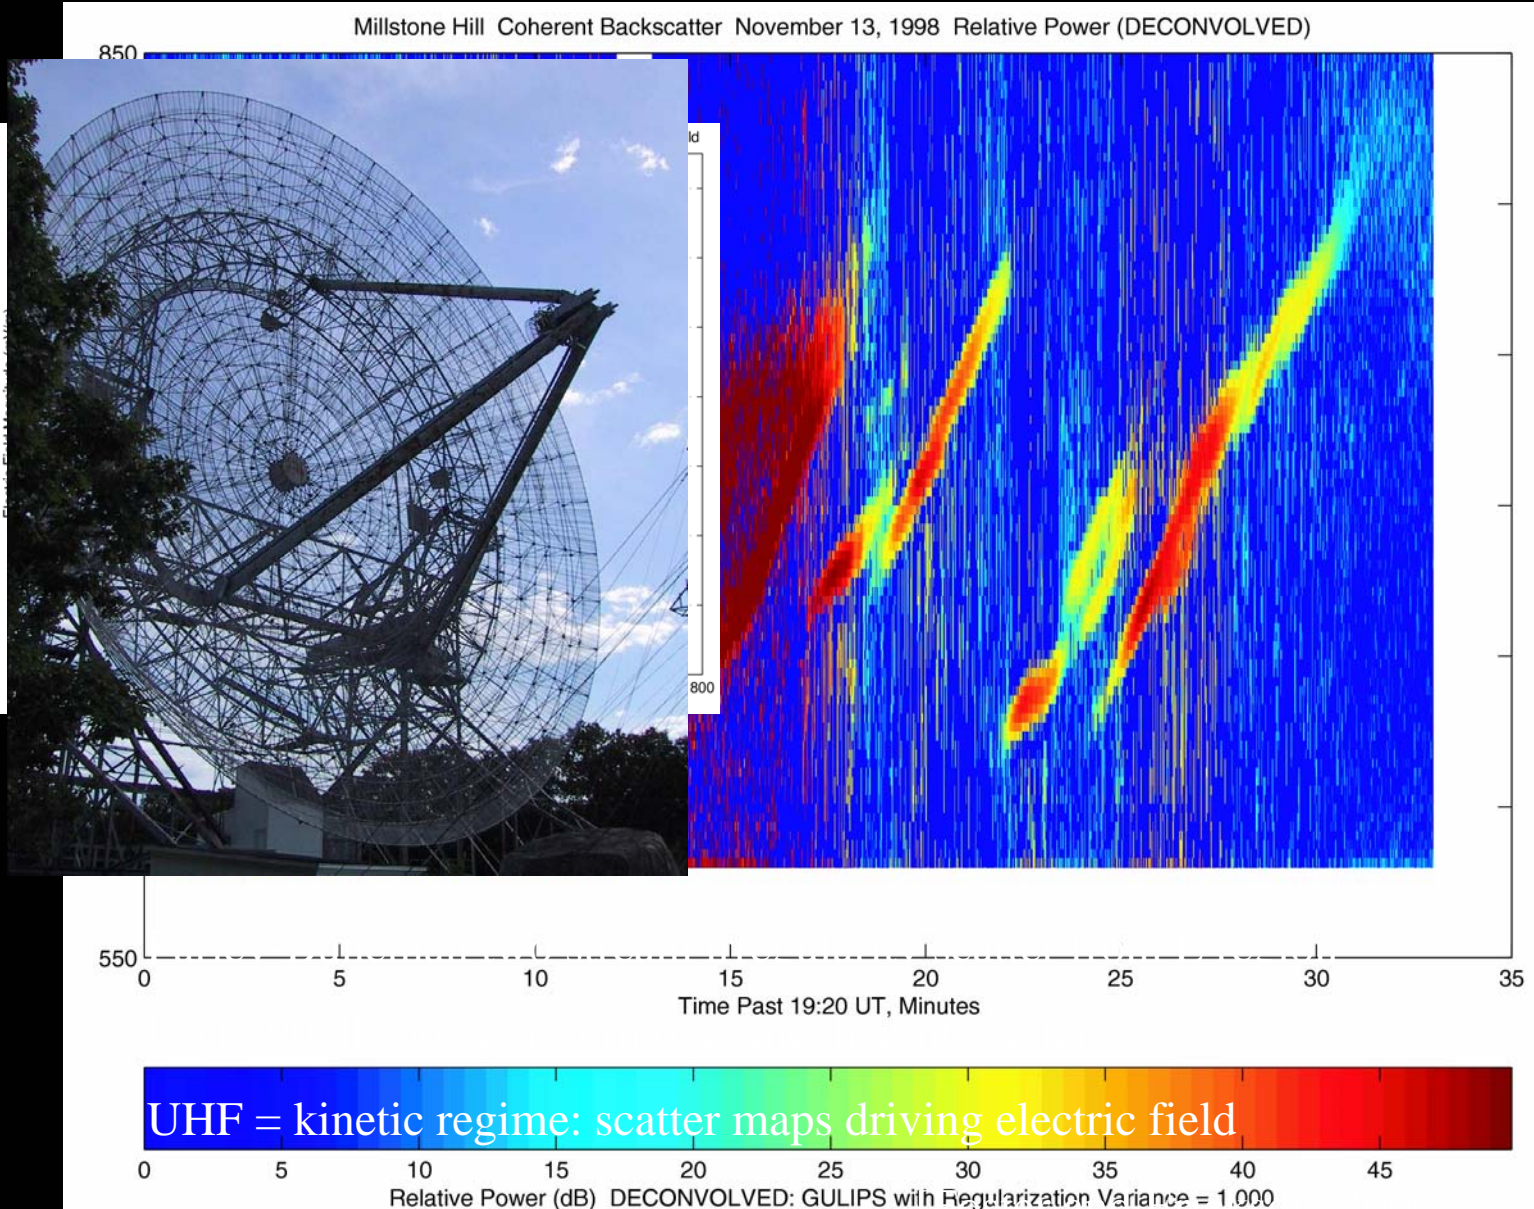 Millstone Hill Coherent Backscatter November 13, 1998 Relative Power (DECONVOLVED)
850
ld
800
550
0 5 10 15 20 25 30 35
Time Past 19:20 UT, Minutes
UHF = kinetic regime: scatter maps driving electric field
0 5 10 15 20 25 30 35 40 45
Relative Power (dB) DECONVOLVED: GULIPS with Regularization Variance = 1.000